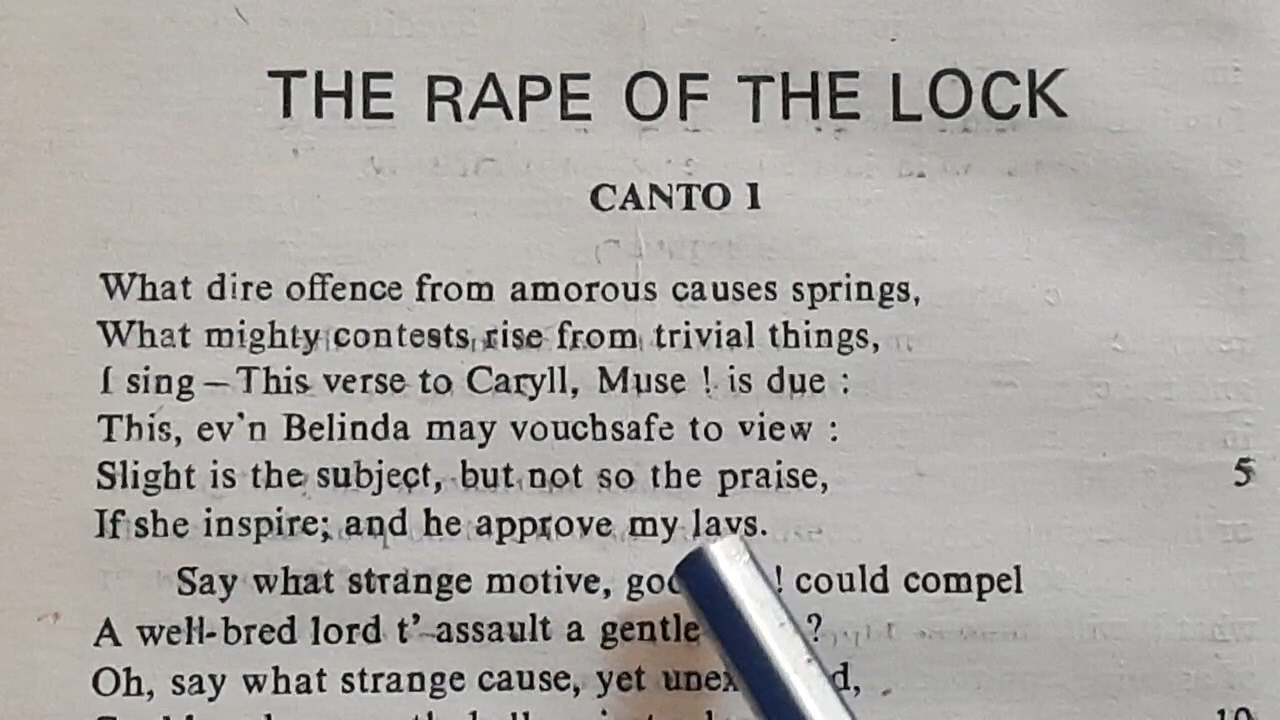 THE RAPE OF THE LOCK
CANTO I
What dire offence from amorous causes springs,
What mighty contests rise from trivial things,
I sing – This verse to Caryll, Muse ! is due :
This, ev'n Belinda may vouchsafe to view :
Slight is the subject, but not so the praise, 5
If she inspire; and he approve my lays.
Say what strange motive, ! could compel
A well-bred lord t' assault a gentle ?
Oh, say what strange cause, yet
10